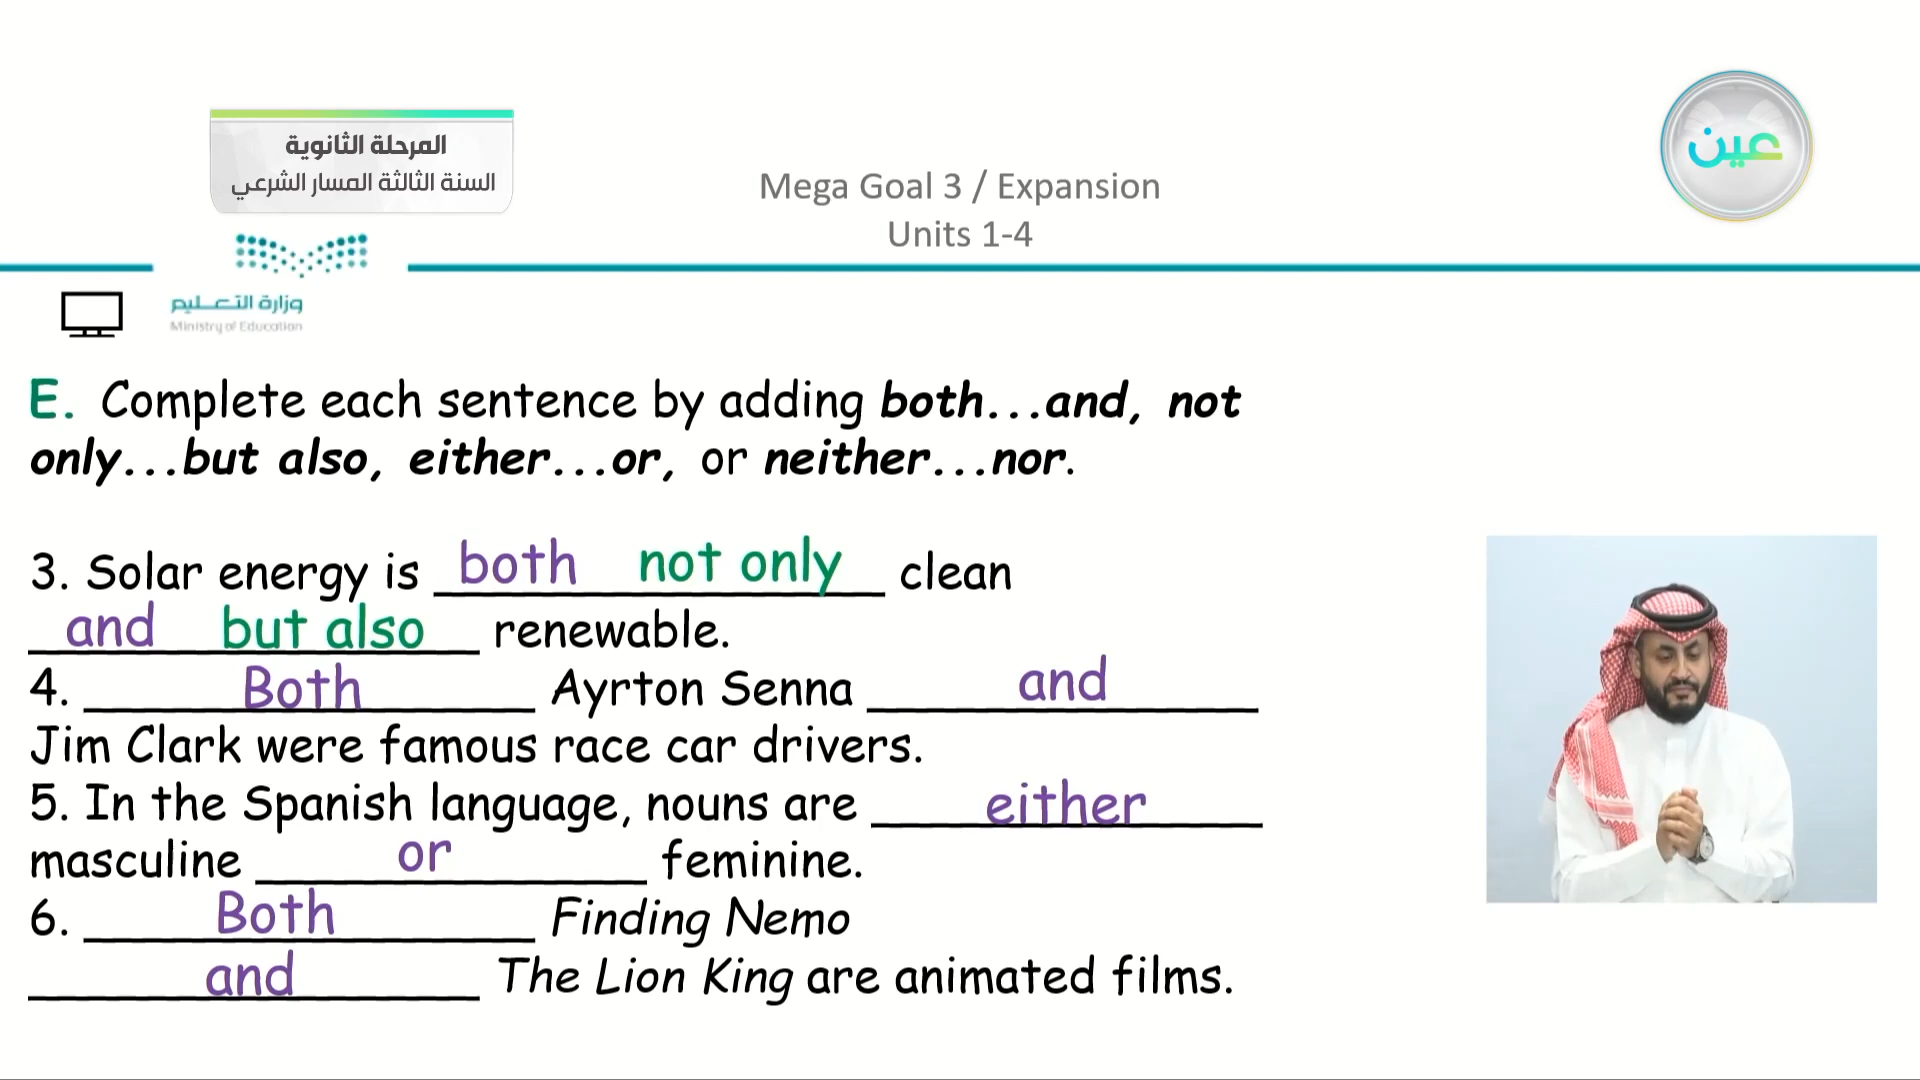 المرحلة الثانوية
السنة الثالثة المسار الشرعي
عين
Mega Goal 3 / Expansion
Units 1-4
وزارة التعليم
Ministry of Education
E. Complete each sentence by adding both...and, not
only...but also, either...or, or neither...nor.
3. Solar energy is both not only clean
and but also renewable.
4. Both Ayrton Senna and
Jim Clark were famous race car drivers.
5. In the Spanish language, nouns are either
masculine or feminine.
6. Both Finding Nemo
and The Lion King are animated films.